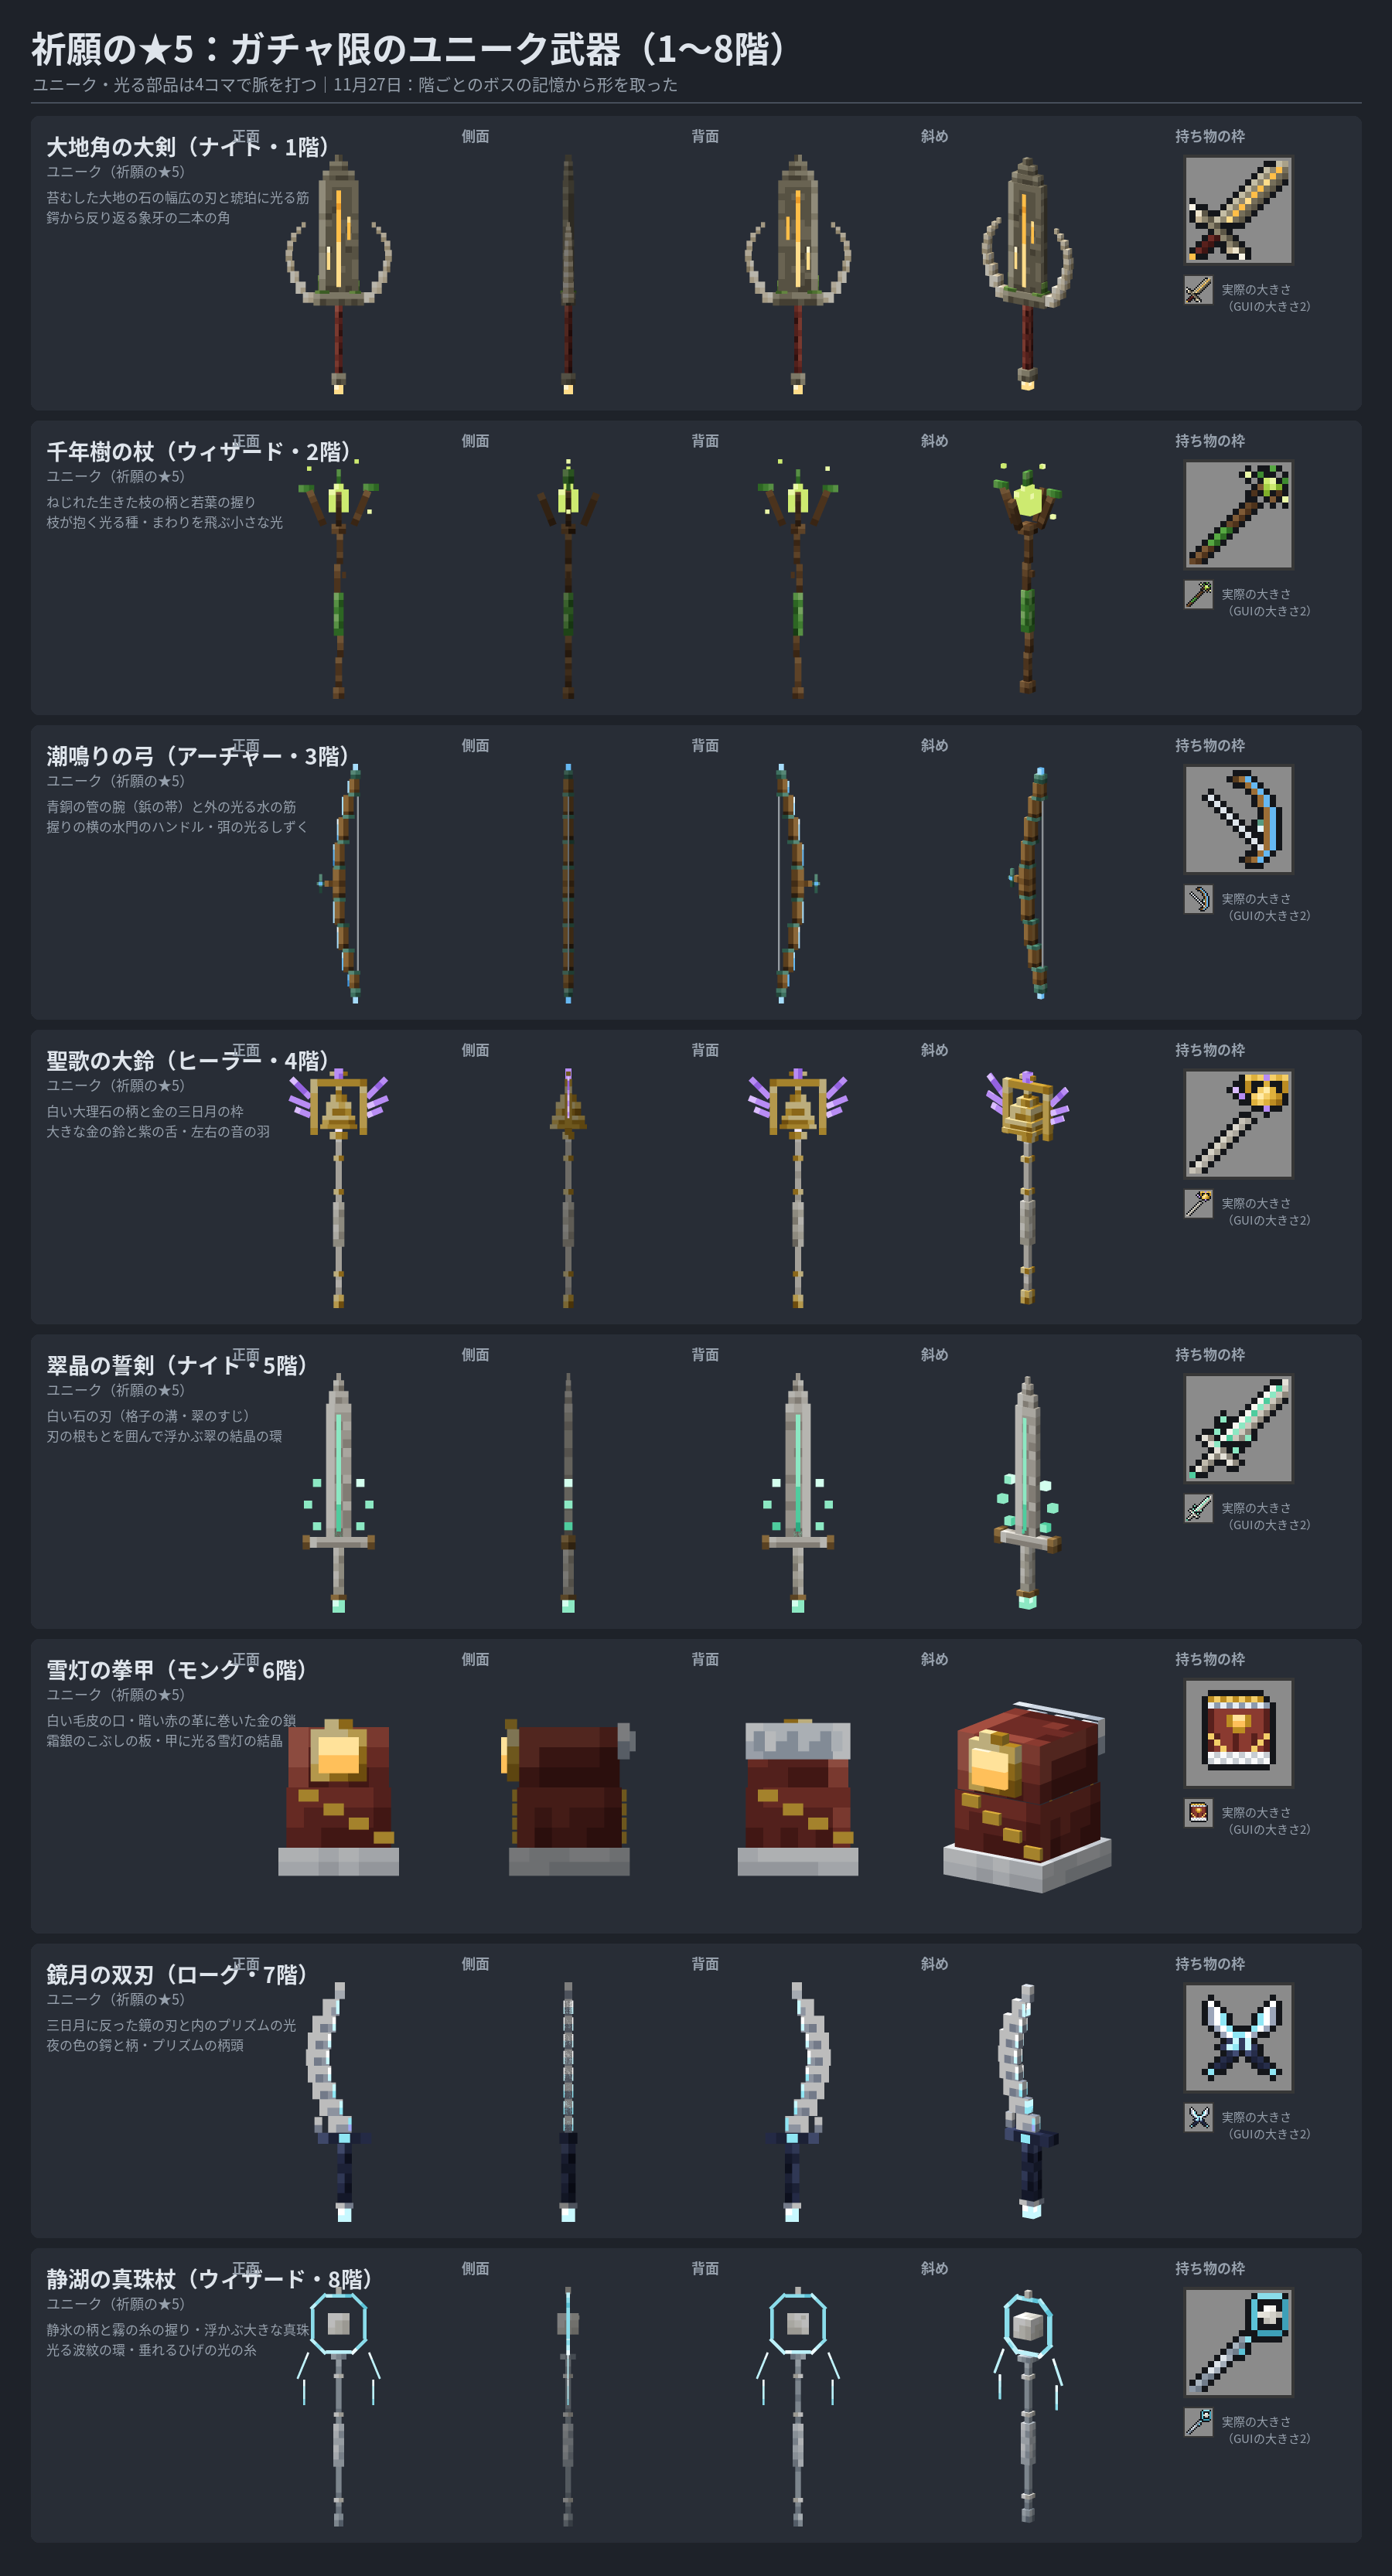 祈願の★5：ガチャ限のユニーク武器（1〜8階）
ユニーク・光る部品は4コマで脈を打つ｜11月27日：階ごとのボスの記憶から形を取った
正面 側面 背面 斜め 持ち物の枠
大地角の大剣（ナイト・1階）
ユニーク（祈願の★5）
苔むした大地の石の幅広の刃と琥珀に光る筋
鍔から反り返る象牙の二本の角
実際の大きさ
（GUIの大きさ2）
正面 側面 背面 斜め 持ち物の枠
千年樹の杖（ウィザード・2階）
ユニーク（祈願の★5）
ねじれた生きた枝の柄と若葉の握り
枝が抱く光る種・まわりを飛ぶ小さな光
実際の大きさ
（GUIの大きさ2）
正面 側面 背面 斜め 持ち物の枠
潮鳴りの弓（アーチャー・3階）
ユニーク（祈願の★5）
青銅の管の腕（鋲の帯）と外の光る水の筋
握りの横の水門のハンドル・弭の光るしずく
実際の大きさ
（GUIの大きさ2）
正面 側面 背面 斜め 持ち物の枠
聖歌の大鈴（ヒーラー・4階）
ユニーク（祈願の★5）
白い大理石の柄と金の三日月の枠
大きな金の鈴と紫の舌・左右の音の羽
実際の大きさ
（GUIの大きさ2）
正面 側面 背面 斜め 持ち物の枠
翠晶の誓剣（ナイト・5階）
ユニーク（祈願の★5）
白い石の刃（格子の溝・翠のすじ）
刃の根もとを囲んで浮かぶ翠の結晶の環
実際の大きさ
（GUIの大きさ2）
正面 側面 背面 斜め 持ち物の枠
雪灯の拳甲（モンク・6階）
ユニーク（祈願の★5）
白い毛皮の口・暗い赤の革に巻いた金の鎖
霜銀のこぶしの板・甲に光る雪灯の結晶
実際の大きさ
（GUIの大きさ2）
正面 側面 背面 斜め 持ち物の枠
鏡月の双刃（ローグ・7階）
ユニーク（祈願の★5）
三日月に反った鏡の刃と内のプリズムの光
夜の色の鍔と柄・プリズムの柄頭
実際の大きさ
（GUIの大きさ2）
正面 側面 背面 斜め 持ち物の枠
静湖の真珠杖（ウィザード・8階）
ユニーク（祈願の★5）
静氷の柄と霧の糸の握り・浮かぶ大きな真珠
光る波紋の環・垂れるひげの光の糸
実際の大きさ
（GUIの大きさ2）